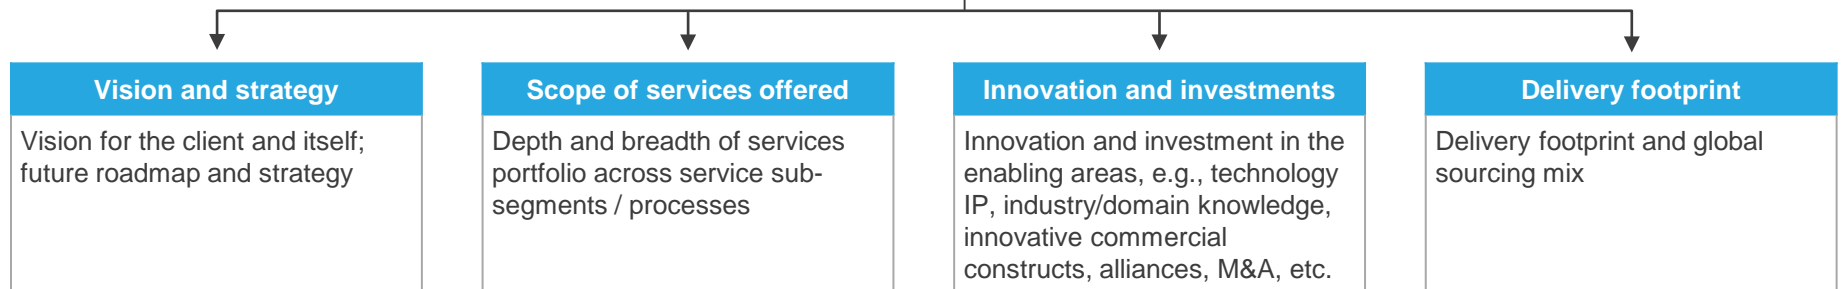 Vision and strategy
Vision for the client and itself;
future roadmap and strategy
Scope of services offered
Depth and breadth of services
portfolio across service sub-
segments / processes
Innovation and investments
Innovation and investment in the
enabling areas, e.g., technology
IP, industry/domain knowledge,
innovative commercial
constructs, alliances, M&A, etc.
Delivery footprint
Delivery footprint and global
sourcing mix